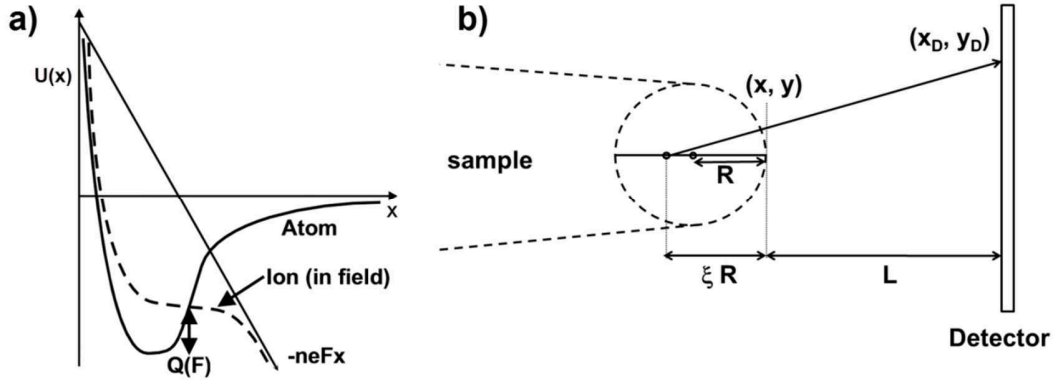 a)
U(x)
x
Atom
Ion (in field)
Q(F)
-neFx
b)
(x_D, y_D)
(x, y)
sample
R
ξ R
L
Detector